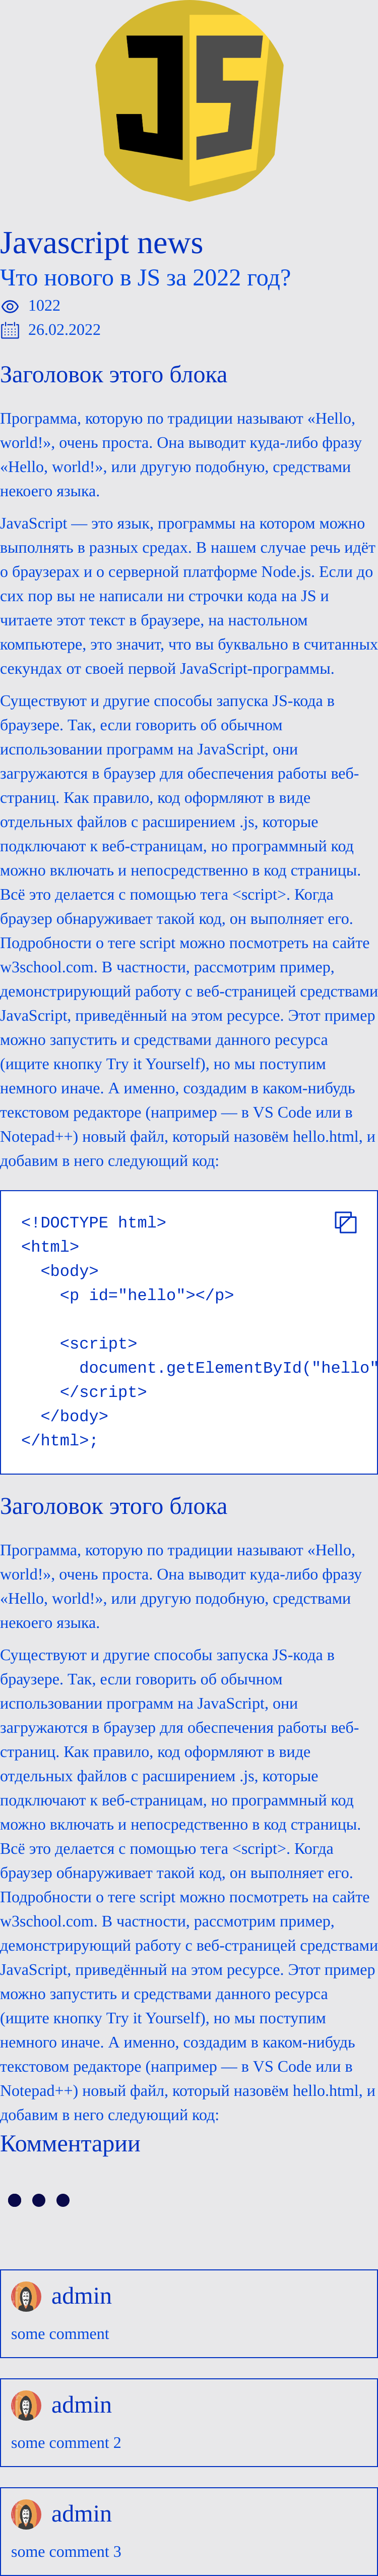 JS
Javascript news
Что нового в JS за 2022 год?
1022
26.02.2022
Заголовок этого блока
Программа, которую по традиции называют «Hello,
world!», очень проста. Она выводит куда-либо фразу
«Hello, world!», или другую подобную, средствами
некоего языка.
JavaScript — это язык, программы на котором можно
выполнять в разных средах. В нашем случае речь идёт
о браузерах и о серверной платформе Node.js. Если до
сих пор вы не написали ни строчки кода на JS и
читаете этот текст в браузере, на настольном
компьютере, это значит, что вы буквально в считанных
секундах от своей первой JavaScript-программы.
Существуют и другие способы запуска JS-кода в
браузере. Так, если говорить об обычном
использовании программ на JavaScript, они
загружаются в браузер для обеспечения работы веб-
страниц. Как правило, код оформляют в виде
отдельных файлов с расширением .js, которые
подключают к веб-страницам, но программный код
можно включать и непосредственно в код страницы.
Всё это делается с помощью тега <script>. Когда
браузер обнаруживает такой код, он выполняет его.
Подробности о теге script можно посмотреть на сайте
w3school.com. В частности, рассмотрим пример,
демонстрирующий работу с веб-страницей средствами
JavaScript, приведённый на этом ресурсе. Этот пример
можно запустить и средствами данного ресурса
(ищите кнопку Try it Yourself), но мы поступим
немного иначе. А именно, создадим в каком-нибудь
текстовом редакторе (например — в VS Code или в
Notepad++) новый файл, который назовём hello.html, и
добавим в него следующий код:
<!DOCTYPE html>
<html>
  <body>
    <p id="hello"></p>
    <script>
      document.getElementById("hello"
    </script>
  </body>
</html>;
Заголовок этого блока
Программа, которую по традиции называют «Hello,
world!», очень проста. Она выводит куда-либо фразу
«Hello, world!», или другую подобную, средствами
некоего языка.
Существуют и другие способы запуска JS-кода в
браузере. Так, если говорить об обычном
использовании программ на JavaScript, они
загружаются в браузер для обеспечения работы веб-
страниц. Как правило, код оформляют в виде
отдельных файлов с расширением .js, которые
подключают к веб-страницам, но программный код
можно включать и непосредственно в код страницы.
Всё это делается с помощью тега <script>. Когда
браузер обнаруживает такой код, он выполняет его.
Подробности о теге script можно посмотреть на сайте
w3school.com. В частности, рассмотрим пример,
демонстрирующий работу с веб-страницей средствами
JavaScript, приведённый на этом ресурсе. Этот пример
можно запустить и средствами данного ресурса
(ищите кнопку Try it Yourself), но мы поступим
немного иначе. А именно, создадим в каком-нибудь
текстовом редакторе (например — в VS Code или в
Notepad++) новый файл, который назовём hello.html, и
добавим в него следующий код:
Комментарии
admin
some comment
admin
some comment 2
admin
some comment 3